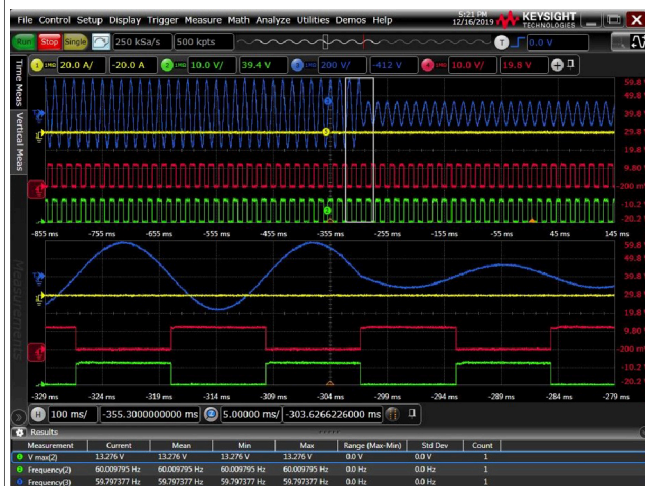 File Control Setup Display Trigger Measure Math Analyze Utilities Demos Help
5:21 PM
12/16/2019
KEYSIGHT
TECHNOLOGIES
Run Stop Single 250 kSa/s 500 kpts T 0.0 V
1 1MΩ 20.0 A/ -20.0 A 2 1MΩ 10.0 V/ 39.4 V 3 1MΩ 200 V/ -412 V 4 1MΩ 10.0 V/ 19.8 V
Time Meas
Vertical Meas
Measurements
59.8
49.8
39.8
29.8
19.8
9.80
-200 m
-10.2
-20.2
-855 ms -755 ms -655 ms -555 ms -455 ms -355 ms -255 ms -155 ms -55 ms 45 ms 145 ms
59.8
49.8
39.8
29.8
19.8
9.80
-200 m
-10.2
-20.2
-329 ms -324 ms -319 ms -314 ms -309 ms -304 ms -299 ms -294 ms -289 ms -284 ms -279 ms
H 100 ms/ -355.3000000000 ms 5.00000 ms/ -303.6266226000 ms
Results
Measurement Current Mean Min Max Range (Max-Min) Std Dev Count
2 V max(2) 13.276 V 13.276 V 13.276 V 13.276 V 0.0 V 0.0 V 1
2 Frequency(2) 60.009795 Hz 60.009795 Hz 60.009795 Hz 60.009795 Hz 0.0 Hz 0.0 Hz 1
3 Frequency(3) 59.797377 Hz 59.797377 Hz 59.797377 Hz 59.797377 Hz 0.0 Hz 0.0 Hz 1